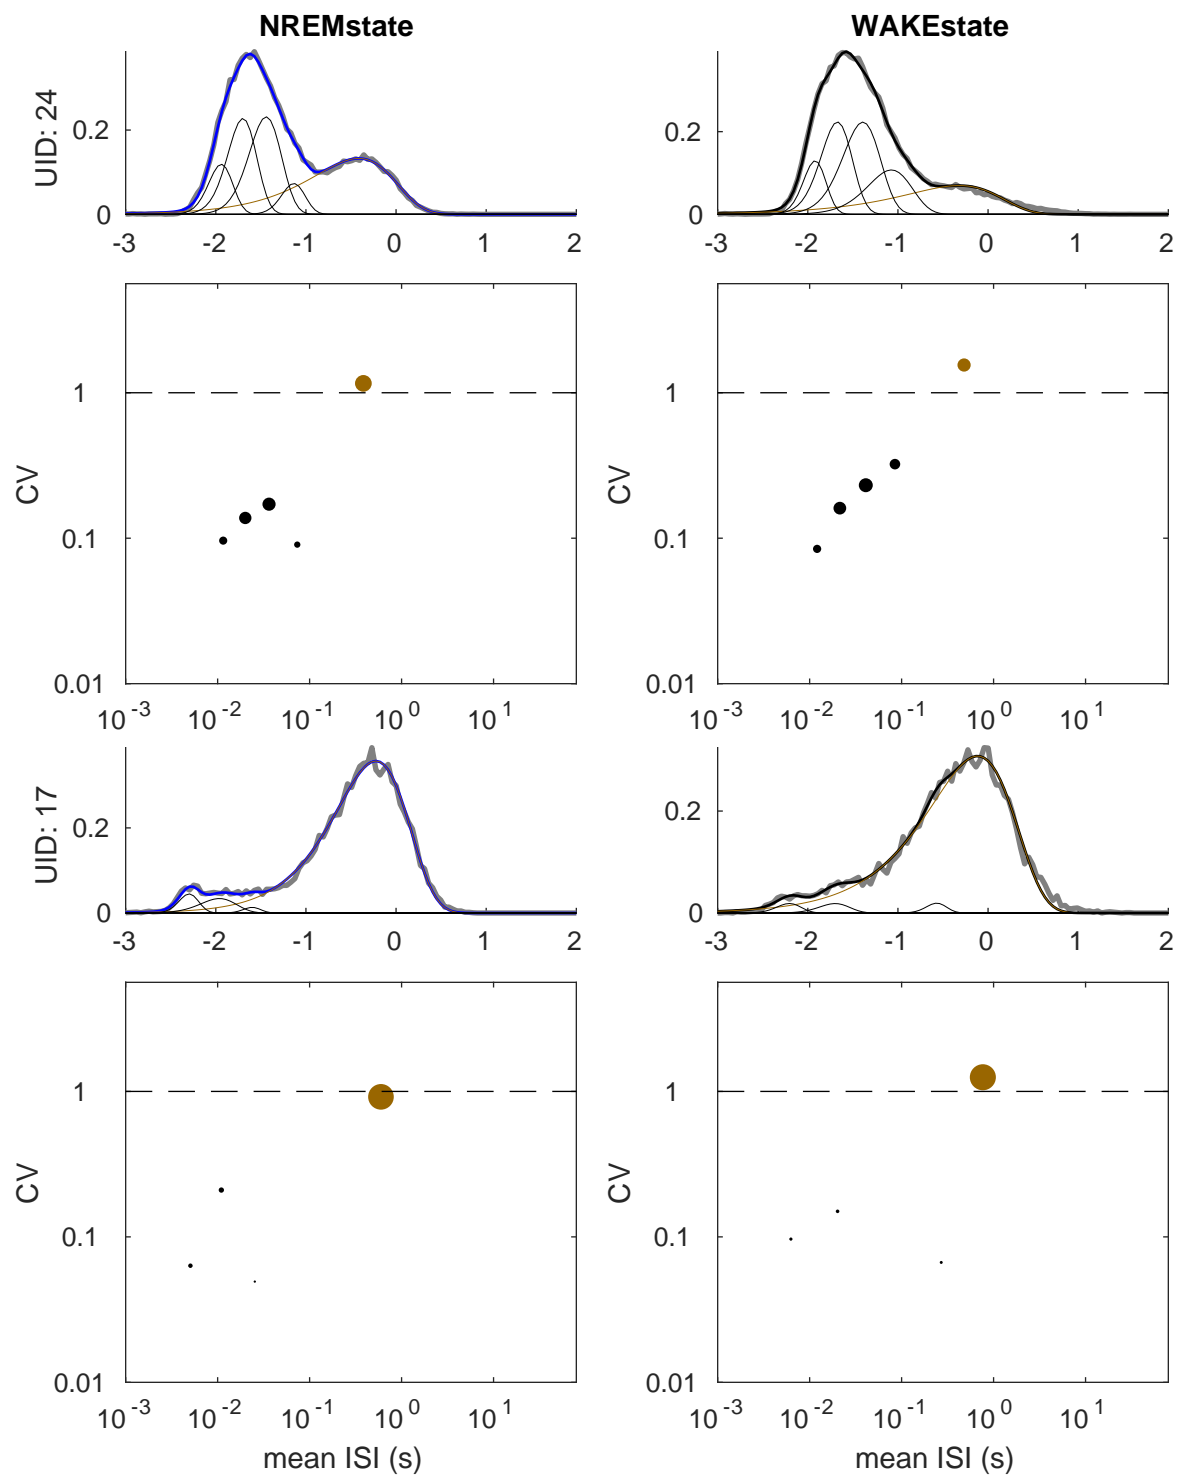 NREMstate WAKEstate
UID: 24
0.2 0.2
0 0
-3 -2 -1 0 1 2 -3 -2 -1 0 1 2
CV CV
1 1
0.1 0.1
0.01 0.01
10^-3 10^-2 10^-1 10^0 10^1 10^-3 10^-2 10^-1 10^0 10^1
UID: 17
0.2 0.2
0 0
-3 -2 -1 0 1 2 -3 -2 -1 0 1 2
CV CV
1 1
0.1 0.1
0.01 0.01
10^-3 10^-2 10^-1 10^0 10^1 10^-3 10^-2 10^-1 10^0 10^1
mean ISI (s) mean ISI (s)